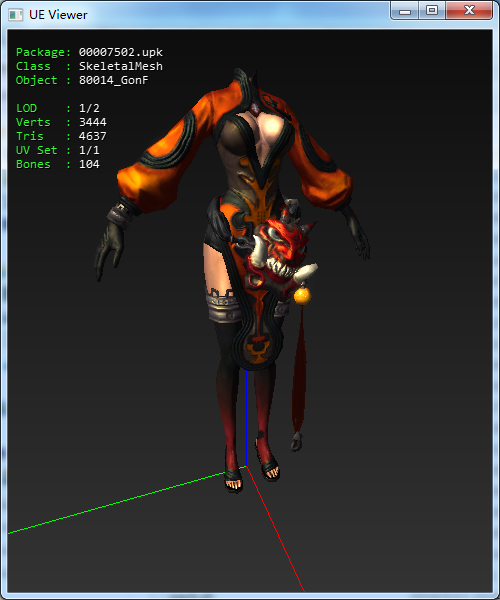 UE Viewer
Package: 00007502.upk
Class : SkeletalMesh
Object : 80014_GonF
LOD : 1/2
Verts : 3444
Tris : 4637
UV Set : 1/1
Bones : 104